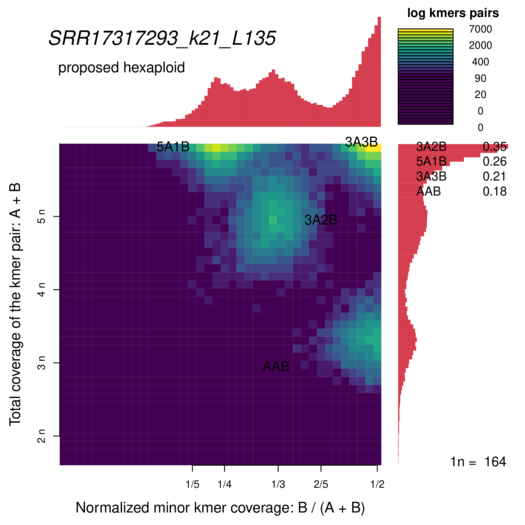 SRR17317293_k21_L135
proposed hexaploid
log kmers pairs
7000
2000
400
90
20
0
0
5A1B
3A3B
3A2B
AAB
3A2B 0.35
5A1B 0.26
3A3B 0.21
AAB 0.18
Total coverage of the kmer pair: A + B
5 n
4 n
3 n
2 n
1n = 164
1/5 1/4 1/3 2/5 1/2
Normalized minor kmer coverage: B / (A + B)